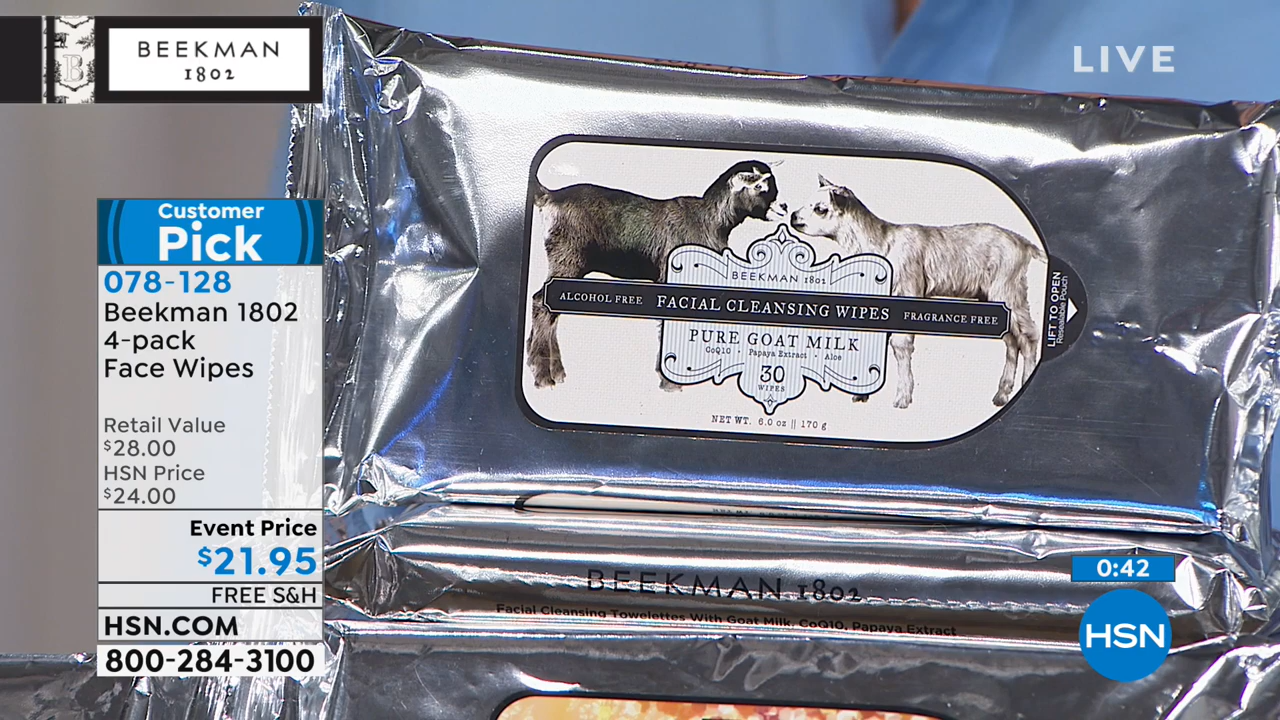 BEEKMAN
1802
LIVE
Customer
Pick
078-128
Beekman 1802
4-pack
Face Wipes
Retail Value
$28.00
HSN Price
$24.00
Event Price
$21.95
FREE S&H
HSN.COM
800-284-3100
BEEKMAN 1802
ALCOHOL FREE FACIAL CLEANSING WIPES FRAGRANCE FREE
PURE GOAT MILK
CoQ10 • Papaya Extract • Aloe
30
WIPES
NET WT. 6.0 oz || 170 g
LIFT TO OPEN
Resealable Pouch
BEEKMAN 1802
Facial Cleansing Towelettes With Goat Milk, CoQ10, Papaya Extract
0:42
HSN